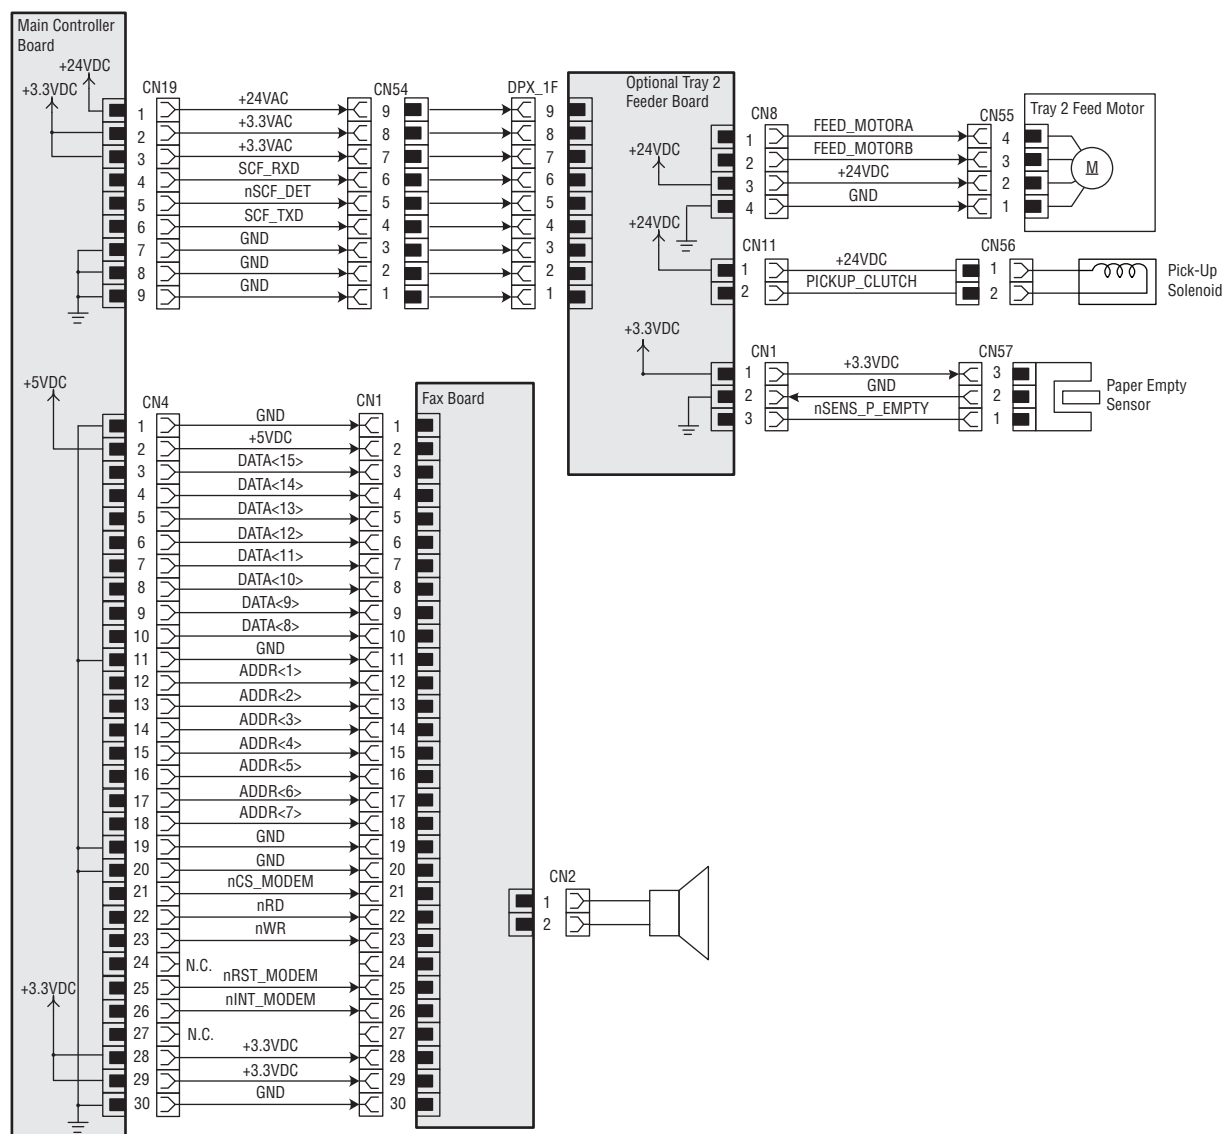 Main Controller
Board
+24VDC
+3.3VDC
CN19
CN54
DPX_1F
1 +24VAC 9 9
2 +3.3VAC 8 8
3 +3.3VAC 7 7
4 SCF_RXD 6 6
5 nSCF_DET 5 5
6 SCF_TXD 4 4
7 GND 3 3
8 GND 2 2
9 GND 1 1
Optional Tray 2
Feeder Board
+24VDC
+24VDC
+3.3VDC
CN8
CN55
Tray 2 Feed Motor
1 FEED_MOTORA 4
2 FEED_MOTORB 3
3 +24VDC 2
4 GND 1
M
CN11
CN56
1 +24VDC 1
2 PICKUP_CLUTCH 2
Pick-Up
Solenoid
CN1
CN57
1 +3.3VDC 3
2 GND 2
3 nSENS_P_EMPTY 1
Paper Empty
Sensor
+5VDC
CN4
CN1
Fax Board
1 GND 1
2 +5VDC 2
3 DATA<15> 3
4 DATA<14> 4
5 DATA<13> 5
6 DATA<12> 6
7 DATA<11> 7
8 DATA<10> 8
9 DATA<9> 9
10 DATA<8> 10
11 GND 11
12 ADDR<1> 12
13 ADDR<2> 13
14 ADDR<3> 14
15 ADDR<4> 15
16 ADDR<5> 16
17 ADDR<6> 17
18 ADDR<7> 18
19 GND 19
20 GND 20
21 nCS_MODEM 21
22 nRD 22
23 nWR 23
24 N.C. 24
25 nRST_MODEM 25
26 nINT_MODEM 26
27 N.C. 27
28 +3.3VDC 28
29 +3.3VDC 29
30 GND 30
+3.3VDC
CN2
1
2